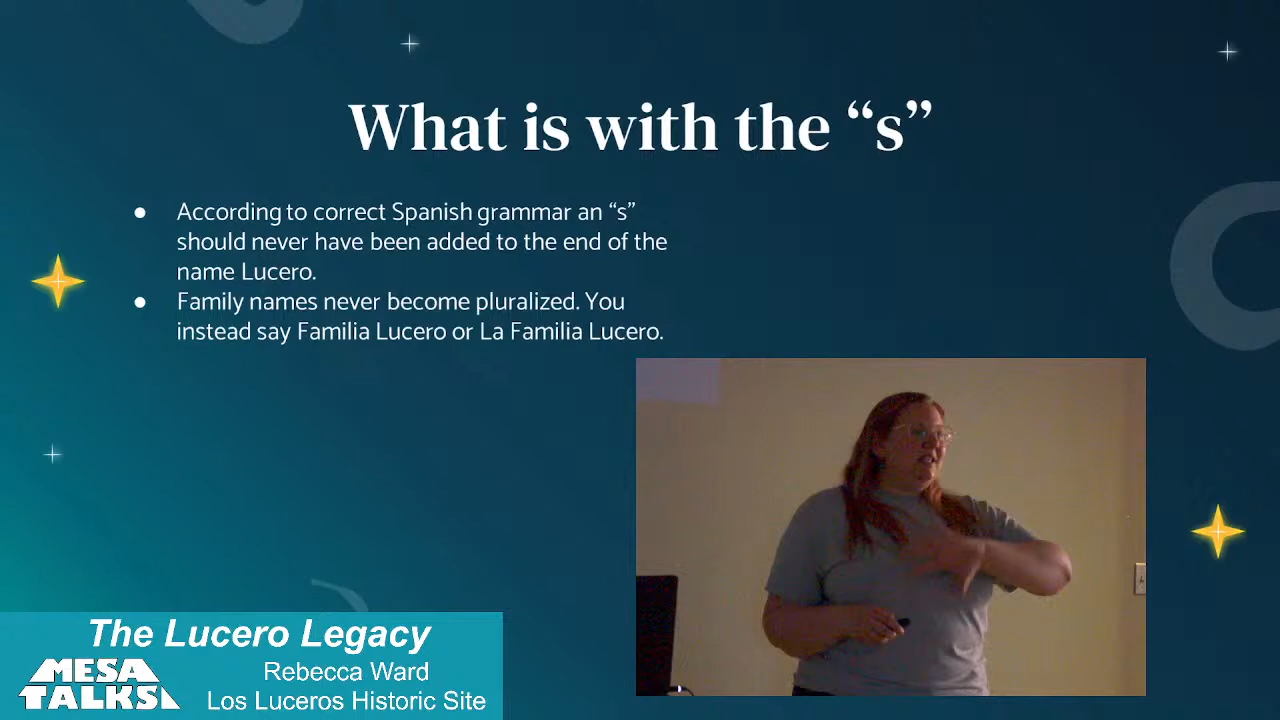 What is with the “s”
● According to correct Spanish grammar an “s”
should never have been added to the end of the
name Lucero.
● Family names never become pluralized. You
instead say Familia Lucero or La Familia Lucero.
The Lucero Legacy
MESA
TALKS
Rebecca Ward
Los Luceros Historic Site